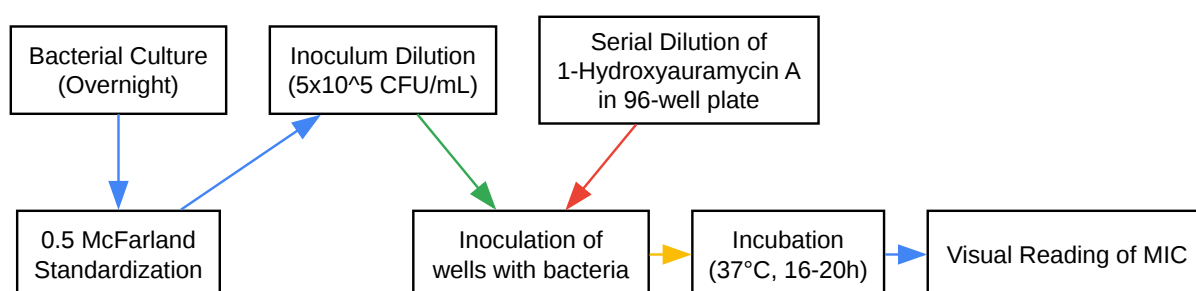 Bacterial Culture
(Overnight)
Inoculum Dilution
(5x10^5 CFU/mL)
Serial Dilution of
1-Hydroxyauramycin A
in 96-well plate
0.5 McFarland
Standardization
Inoculation of
wells with bacteria
Incubation
(37°C, 16-20h)
Visual Reading of MIC